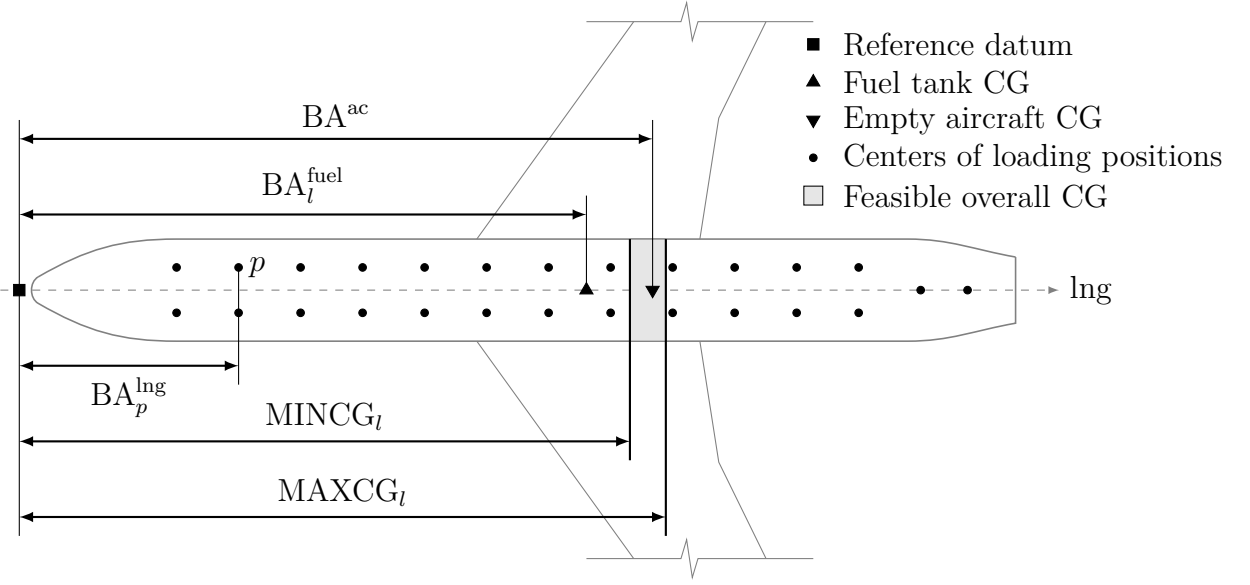 Reference datum
Fuel tank CG
Empty aircraft CG
Centers of loading positions
Feasible overall CG
BA^ac
BA_l^fuel
p
lng
BA_p^lng
MINCG_l
MAXCG_l